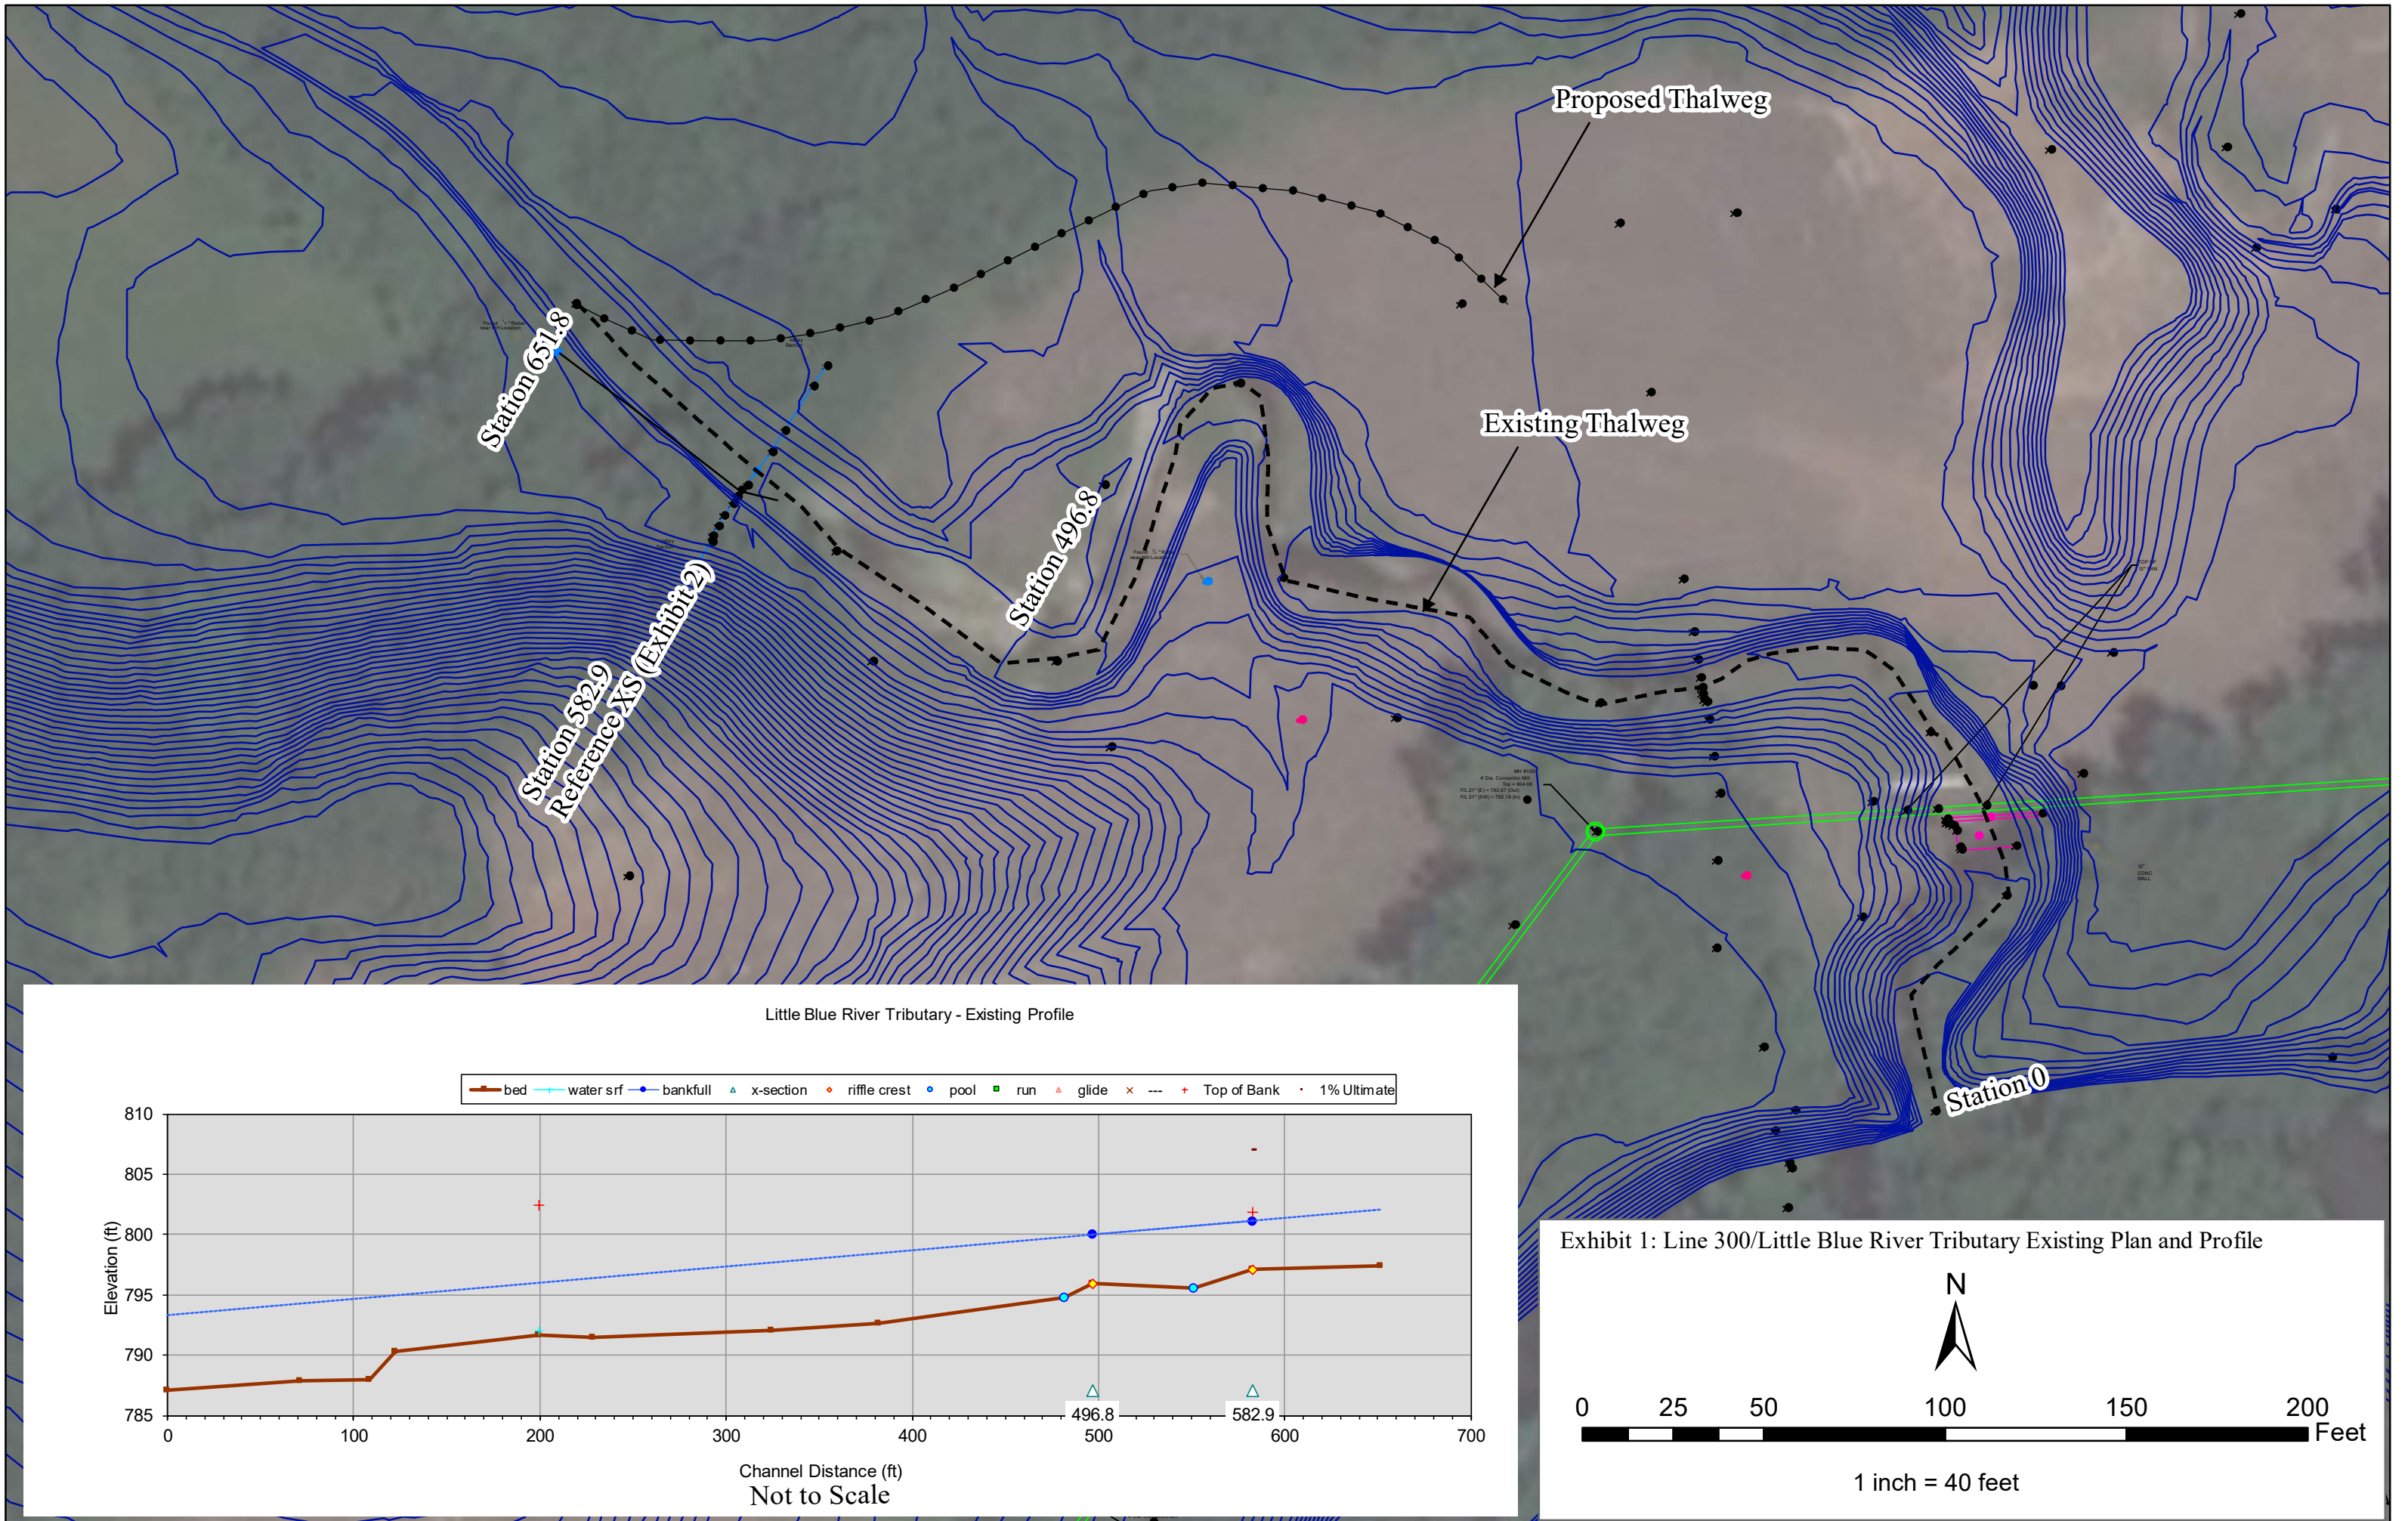 Proposed Thalweg
Existing Thalweg
Station 651.8
Station 496.8
Station 582.9
Reference XS (Exhibit 2)
Station 0
12"
CONC
WALL
Little Blue River Tributary - Existing Profile
bed
water srf
bankfull
x-section
riffle crest
pool
run
glide
---
Top of Bank
1% Ultimate
Elevation (ft)
810
805
800
795
790
785
496.8
582.9
0
100
200
300
400
500
600
700
Channel Distance (ft)
Not to Scale
Exhibit 1: Line 300/Little Blue River Tributary Existing Plan and Profile
N
0
25
50
100
150
200
Feet
1 inch = 40 feet